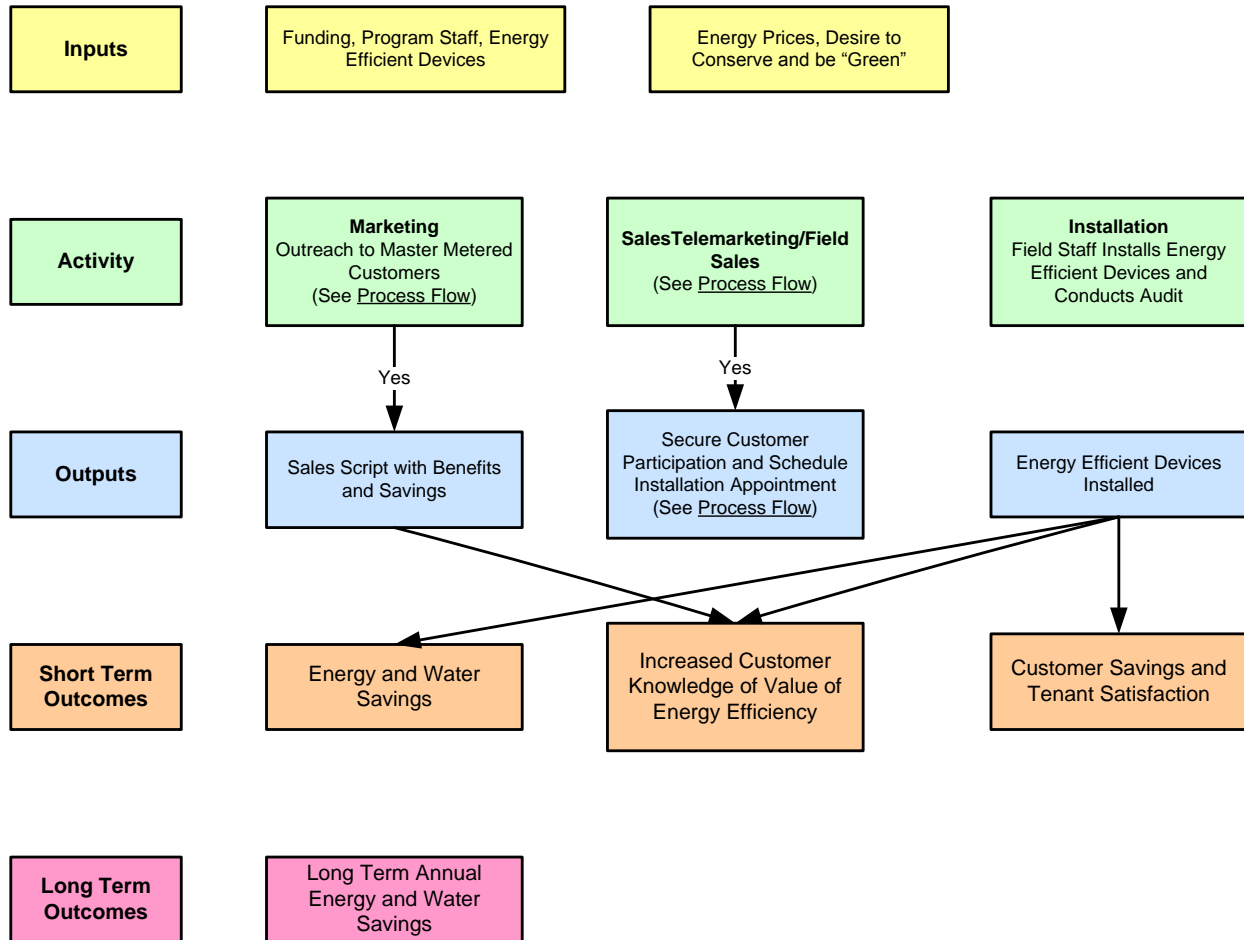 Inputs
Funding, Program Staff, Energy
Efficient Devices
Energy Prices, Desire to
Conserve and be “Green”
Activity
Marketing
Outreach to Master Metered
Customers
(See Process Flow)
SalesTelemarketing/Field
Sales
(See Process Flow)
Installation
Field Staff Installs Energy
Efficient Devices and
Conducts Audit
Yes
Yes
Outputs
Sales Script with Benefits
and Savings
Secure Customer
Participation and Schedule
Installation Appointment
(See Process Flow)
Energy Efficient Devices
Installed
Short Term
Outcomes
Energy and Water
Savings
Increased Customer
Knowledge of Value of
Energy Efficiency
Customer Savings and
Tenant Satisfaction
Long Term
Outcomes
Long Term Annual
Energy and Water
Savings